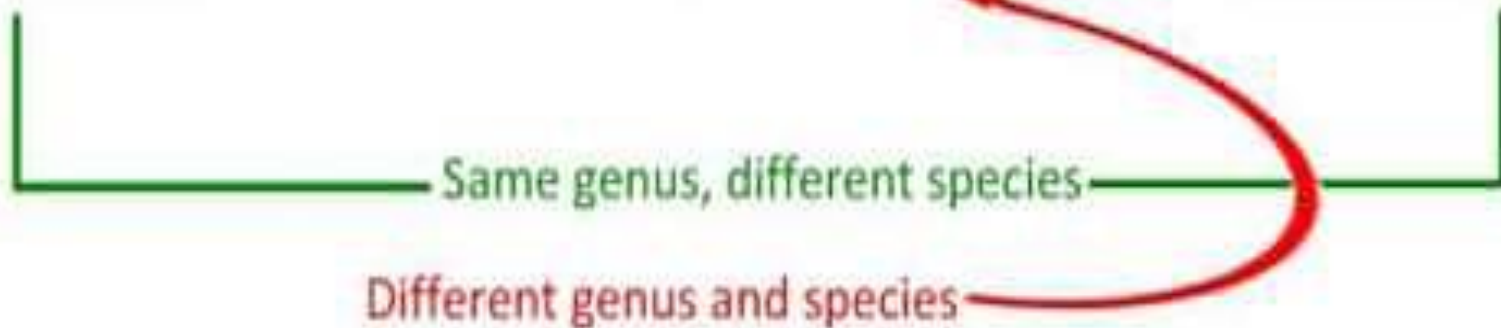 Same genus, different species
Different genus and species